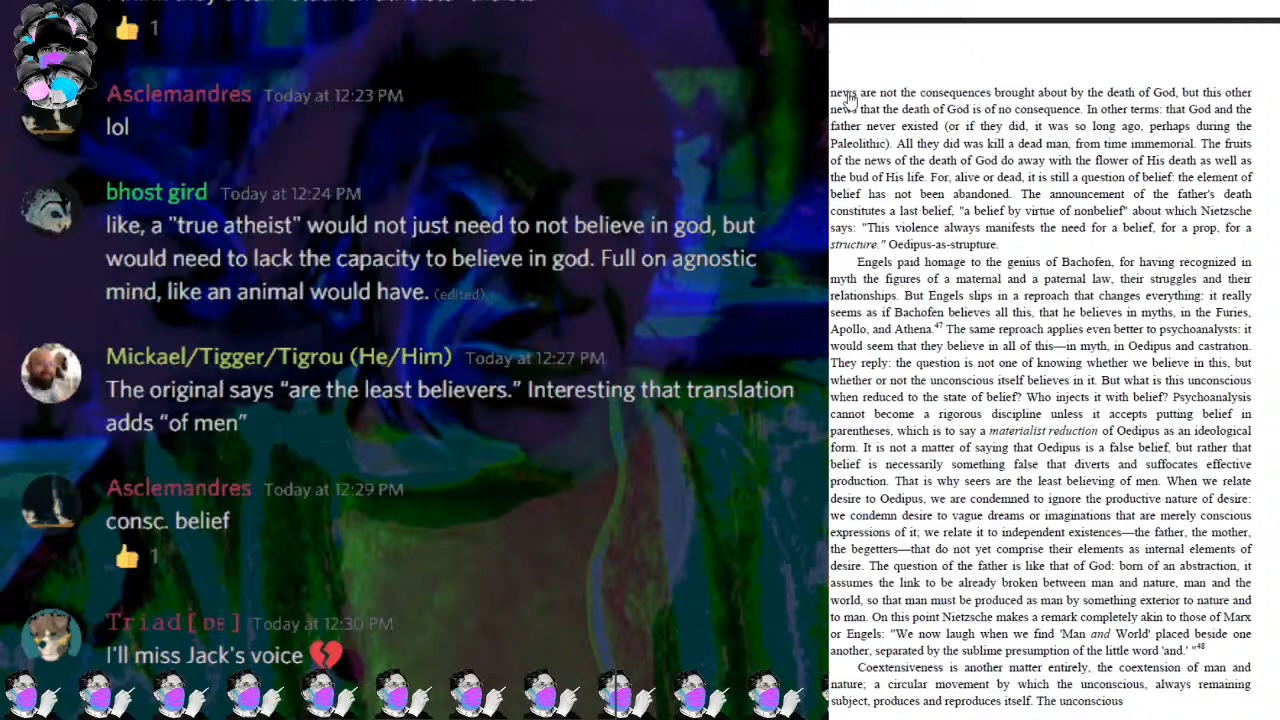 1
Asclemandres Today at 12:23 PM
lol
bhost gird Today at 12:24 PM
like, a "true atheist" would not just need to not believe in god, but
would need to lack the capacity to believe in god. Full on agnostic
mind, like an animal would have. (edited)
Mickael/Tigger/Tigrou (He/Him) Today at 12:27 PM
The original says “are the least believers.” Interesting that translation
adds “of men”
Asclemandres Today at 12:29 PM
consc. belief
1
Triad[DE] Today at 12:30 PM
I'll miss Jack's voice 💔
news are not the consequences brought about by the death of God, but this other
news that the death of God is of no consequence. In other terms: that God and the
father never existed (or if they did, it was so long ago, perhaps during the
Paleolithic). All they did was kill a dead man, from time immemorial. The fruits
of the news of the death of God do away with the flower of His death as well as
the bud of His life. For, alive or dead, it is still a question of belief: the element of
belief has not been abandoned. The announcement of the father's death
constitutes a last belief, "a belief by virtue of nonbelief" about which Nietzsche
says: "This violence always manifests the need for a belief, for a prop, for a
structure." Oedipus-as-strupture.
Engels paid homage to the genius of Bachofen, for having recognized in
myth the figures of a maternal and a paternal law, their struggles and their
relationships. But Engels slips in a reproach that changes everything: it really
seems as if Bachofen believes all this, that he believes in myths, in the Furies,
Apollo, and Athena.47 The same reproach applies even better to psychoanalysts: it
would seem that they believe in all of this—in myth, in Oedipus and castration.
They reply: the question is not one of knowing whether we believe in this, but
whether or not the unconscious itself believes in it. But what is this unconscious
when reduced to the state of belief? Who injects it with belief? Psychoanalysis
cannot become a rigorous discipline unless it accepts putting belief in
parentheses, which is to say a materialist reduction of Oedipus as an ideological
form. It is not a matter of saying that Oedipus is a false belief, but rather that
belief is necessarily something false that diverts and suffocates effective
production. That is why seers are the least believing of men. When we relate
desire to Oedipus, we are condemned to ignore the productive nature of desire:
we condemn desire to vague dreams or imaginations that are merely conscious
expressions of it; we relate it to independent existences—the father, the mother,
the begetters—that do not yet comprise their elements as internal elements of
desire. The question of the father is like that of God: born of an abstraction, it
assumes the link to be already broken between man and nature, man and the
world, so that man must be produced as man by something exterior to nature and
to man. On this point Nietzsche makes a remark completely akin to those of Marx
or Engels: "We now laugh when we find 'Man and World' placed beside one
another, separated by the sublime presumption of the little word 'and.' "48
Coextensiveness is another matter entirely, the coextension of man and
nature; a circular movement by which the unconscious, always remaining
subject, produces and reproduces itself. The unconscious